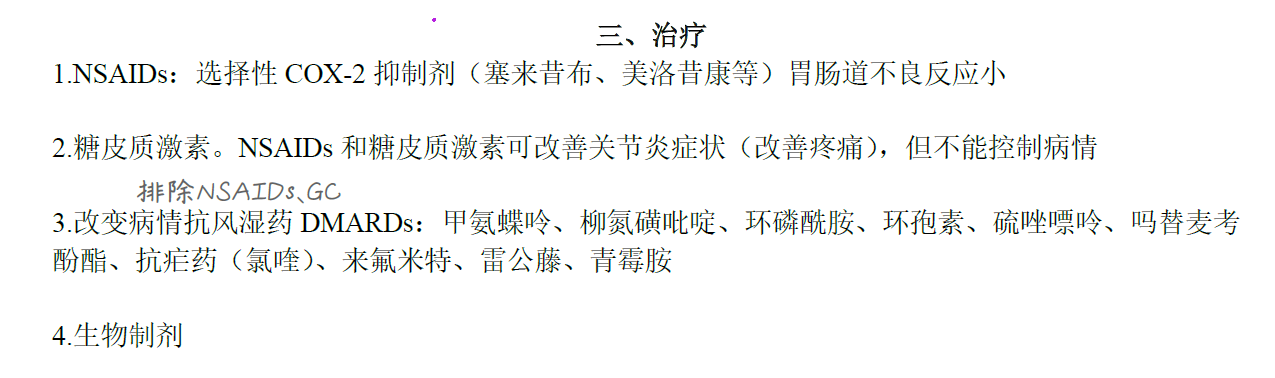 三、治疗
1.NSAIDs：选择性 COX-2 抑制剂（塞来昔布、美洛昔康等）胃肠道不良反应小
2.糖皮质激素。NSAIDs 和糖皮质激素可改善关节炎症状（改善疼痛），但不能控制病情
排除NSAIDs、GC
3.改变病情抗风湿药 DMARDs：甲氨蝶呤、柳氮磺吡啶、环磷酰胺、环孢素、硫唑嘌呤、吗替麦考
酚酯、抗疟药（氯喹）、来氟米特、雷公藤、青霉胺
4.生物制剂